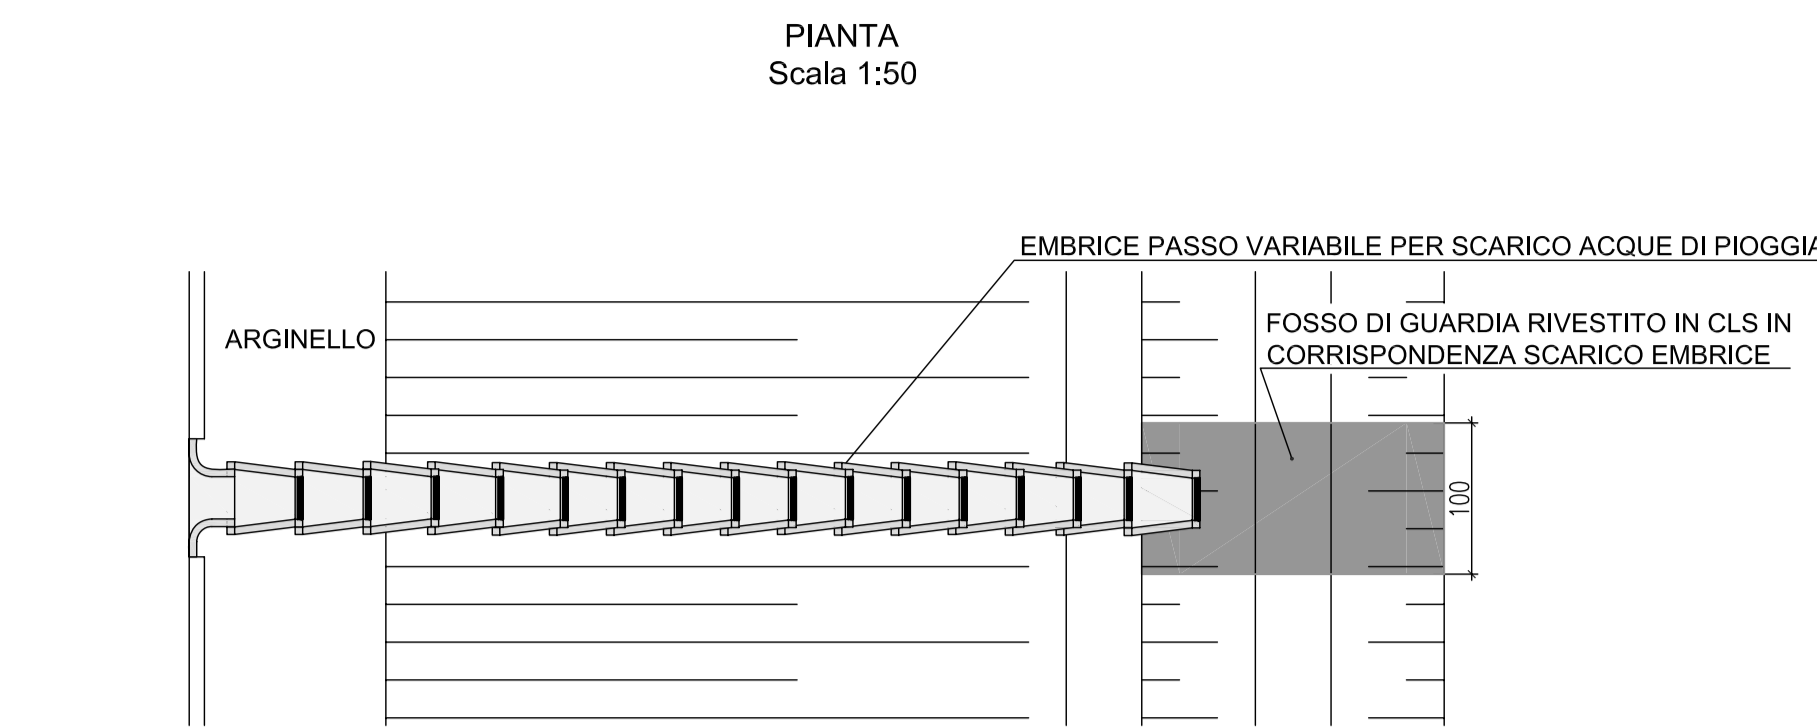 PIANTA
Scala 1:50
EMBRICE PASSO VARIABILE PER SCARICO ACQUE DI PIOGGIA
ARGINELLO
FOSSO DI GUARDIA RIVESTITO IN CLS IN
CORRISPONDENZA SCARICO EMBRICE
100